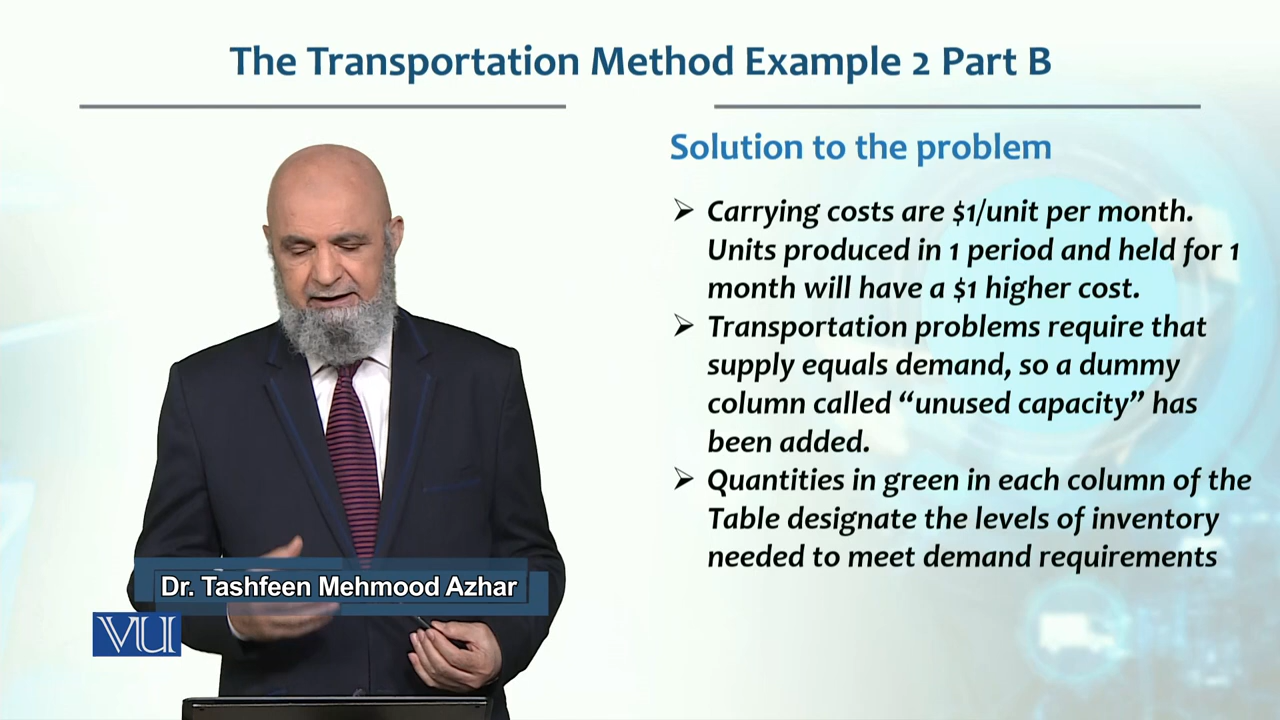 The Transportation Method Example 2 Part B
Solution to the problem
➢ Carrying costs are $1/unit per month.
Units produced in 1 period and held for 1
month will have a $1 higher cost.
➢ Transportation problems require that
supply equals demand, so a dummy
column called “unused capacity” has
been added.
➢ Quantities in green in each column of the
Table designate the levels of inventory
needed to meet demand requirements
Dr. Tashfeen Mehmood Azhar
VU